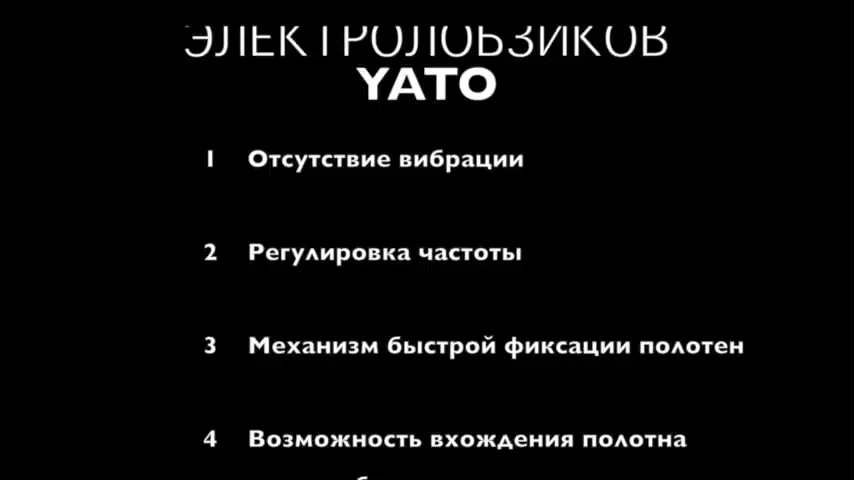 ЭЛЕКТРОЛОБЗИКОВ
YATO
1 Отсутствие вибрации
2 Регулировка частоты
3 Механизм быстрой фиксации полотен
4 Возможность вхождения полотна